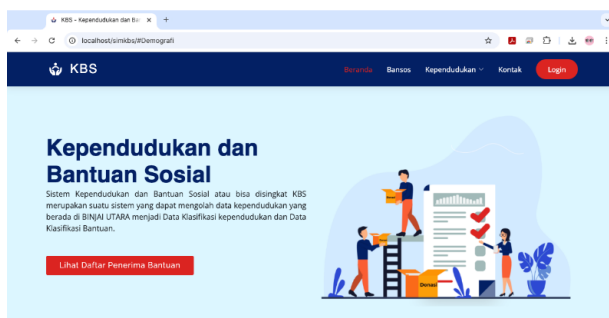 KBS - Kependudukan dan Ban
localhost/simkbs/#Demografi
KBS
Beranda Bansos Kependudukan Kontak Login
Kependudukan dan
Bantuan Sosial
Sistem Kependudukan dan Bantuan Sosial atau bisa disingkat KBS
merupakan suatu sistem yang dapat mengolah data kependudukan yang
berada di BINJAI UTARA menjadi Data Klasifikasi kependudukan dan Data
Klasifikasi Bantuan.
Lihat Daftar Penerima Bantuan
Donasi